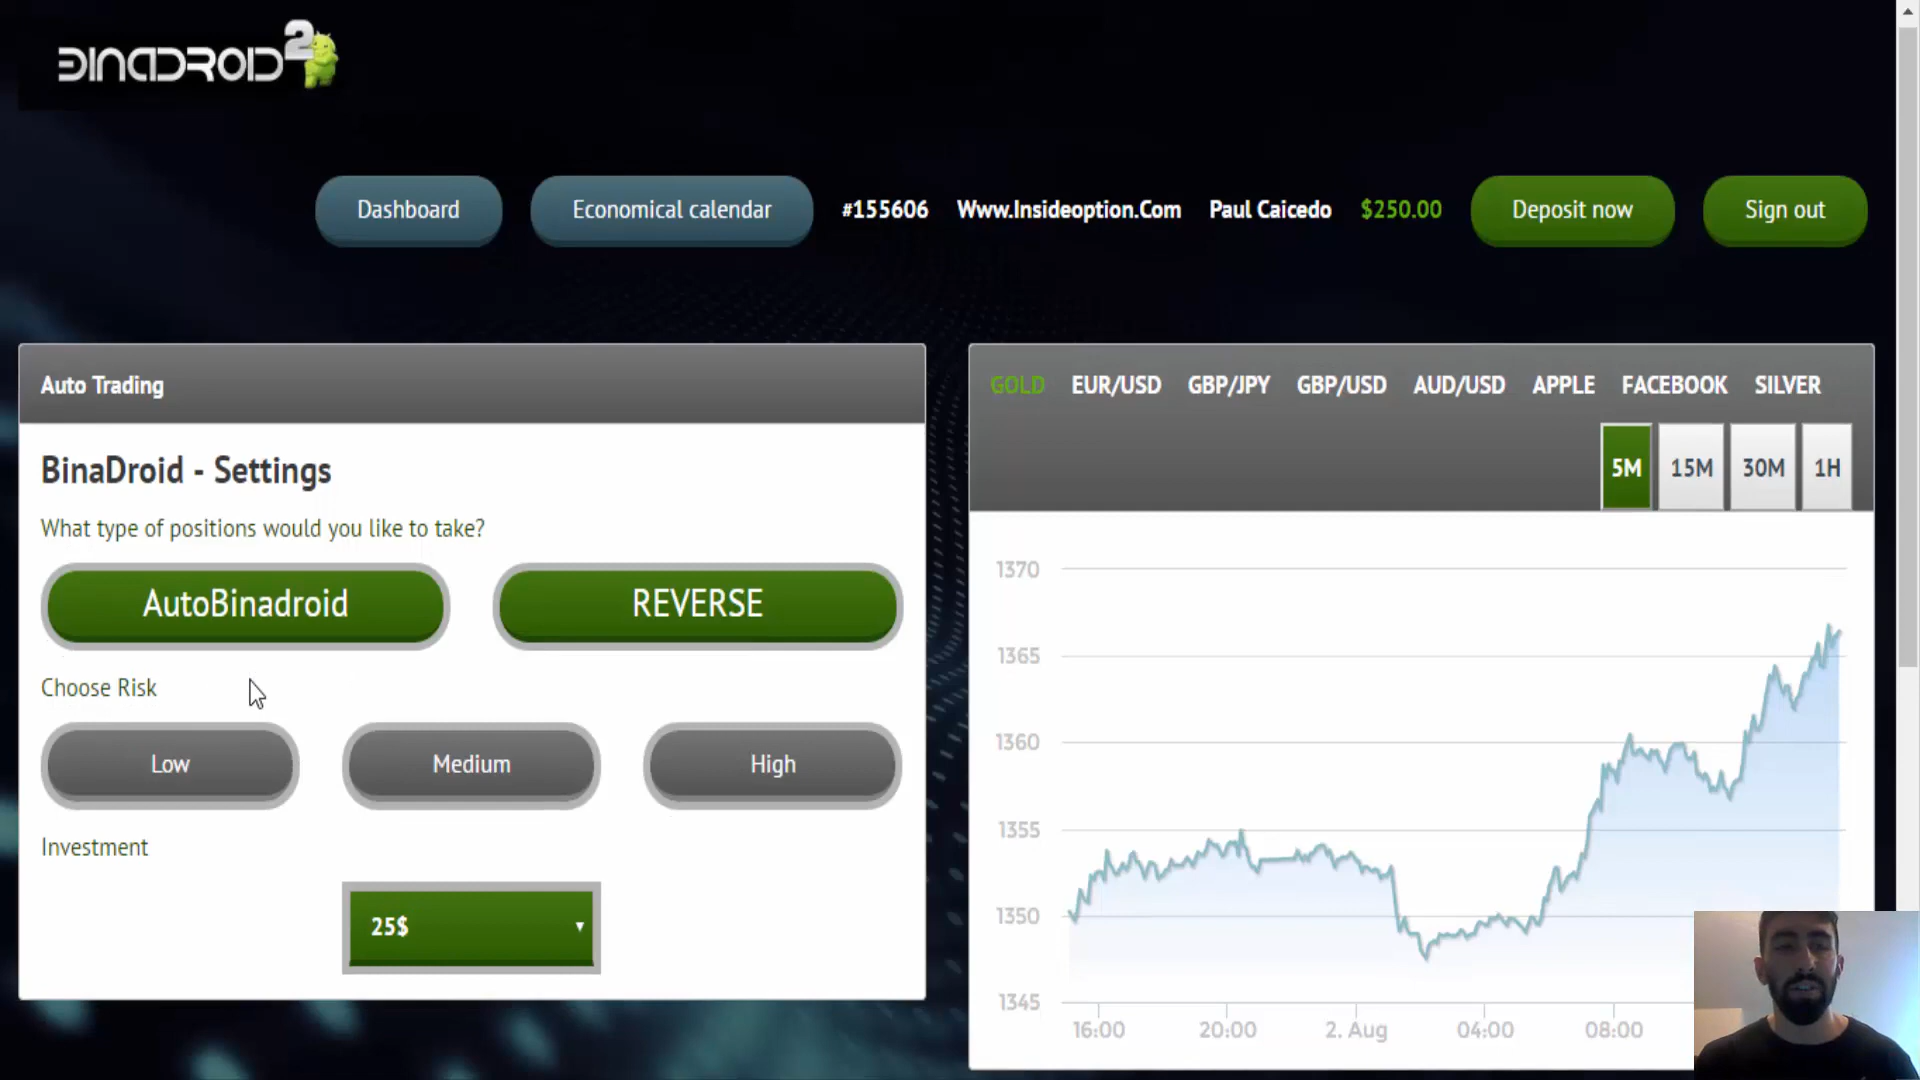 BINADROID 2
Dashboard
Economical calendar
#155606
Www.Insideoption.Com
Paul Caicedo
$250.00
Deposit now
Sign out
Auto Trading
BinaDroid - Settings
What type of positions would you like to take?
AutoBinadroid
REVERSE
Choose Risk
Low
Medium
High
Investment
25$
GOLD EUR/USD GBP/JPY GBP/USD AUD/USD APPLE FACEBOOK SILVER
5M 15M 30M 1H
1370
1365
1360
1355
1350
1345
16:00 20:00 2. Aug 04:00 08:00